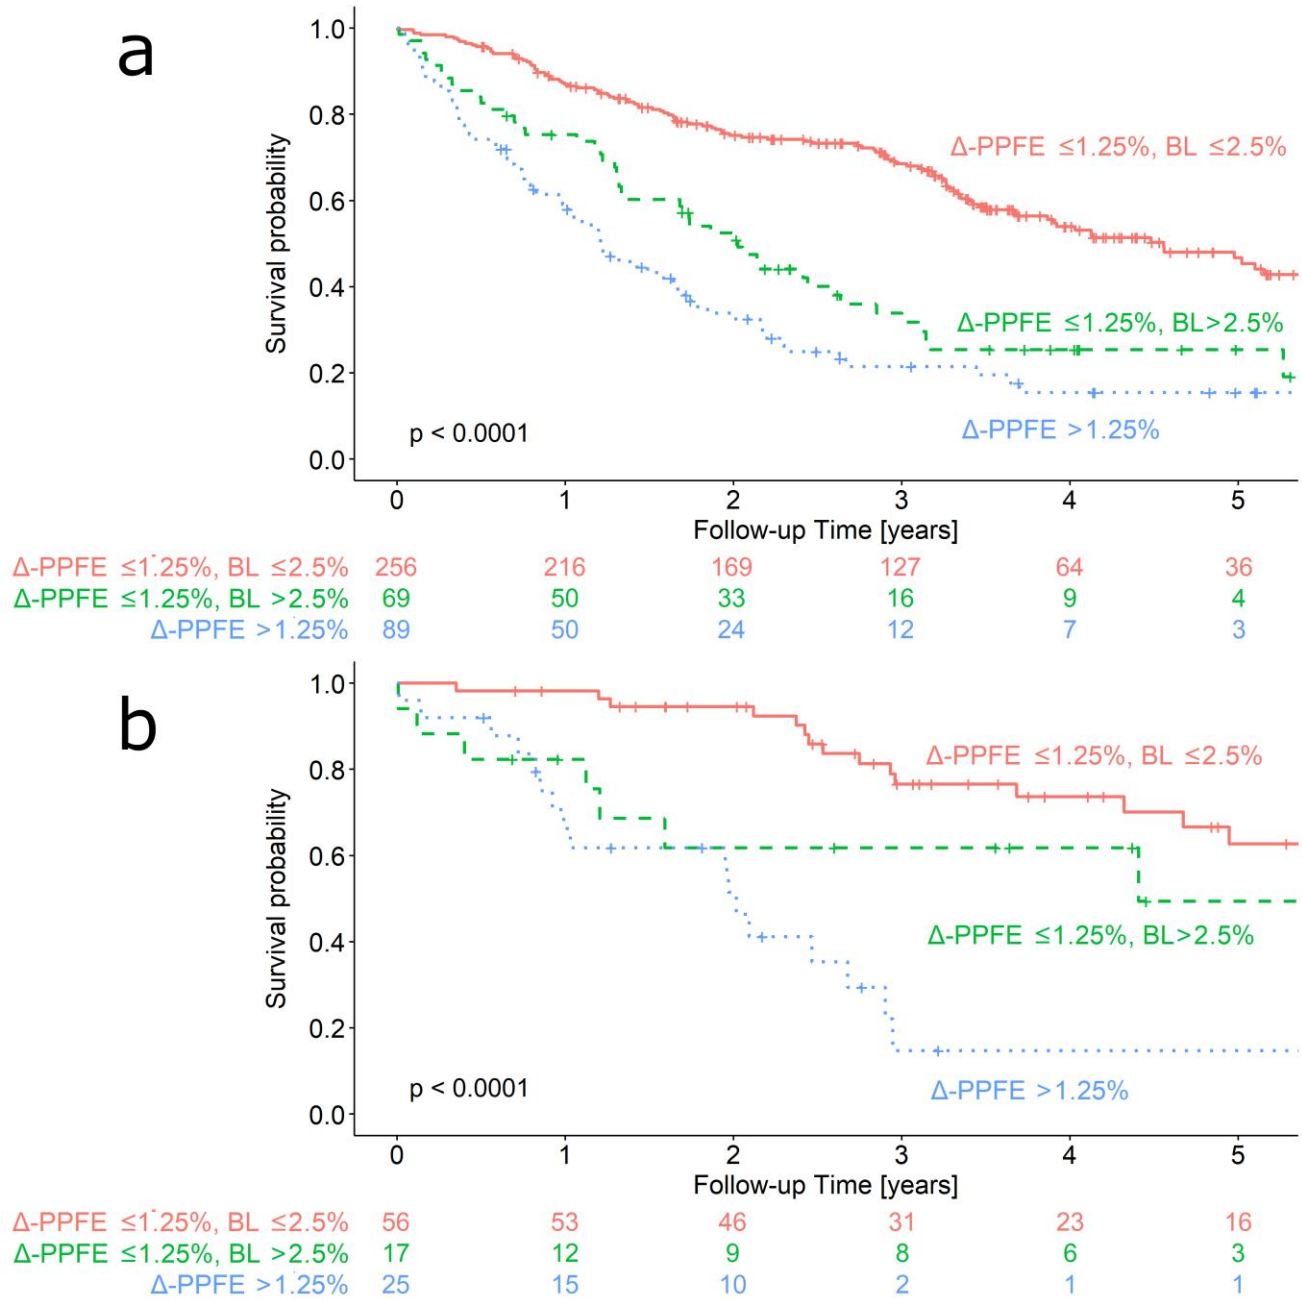 a
1.0
0.8
0.6
0.4
0.2
0.0
Survival probability
Δ-PPFE ≤1.25%, BL ≤2.5%
Δ-PPFE ≤1.25%, BL>2.5%
Δ-PPFE >1.25%
p < 0.0001
0 1 2 3 4 5
Follow-up Time [years]
Δ-PPFE ≤1.25%, BL ≤2.5% 256 216 169 127 64 36
Δ-PPFE ≤1.25%, BL >2.5% 69 50 33 16 9 4
Δ-PPFE >1.25% 89 50 24 12 7 3
b
1.0
0.8
0.6
0.4
0.2
0.0
Survival probability
Δ-PPFE ≤1.25%, BL ≤2.5%
Δ-PPFE ≤1.25%, BL>2.5%
Δ-PPFE >1.25%
p < 0.0001
0 1 2 3 4 5
Follow-up Time [years]
Δ-PPFE ≤1.25%, BL ≤2.5% 56 53 46 31 23 16
Δ-PPFE ≤1.25%, BL >2.5% 17 12 9 8 6 3
Δ-PPFE >1.25% 25 15 10 2 1 1